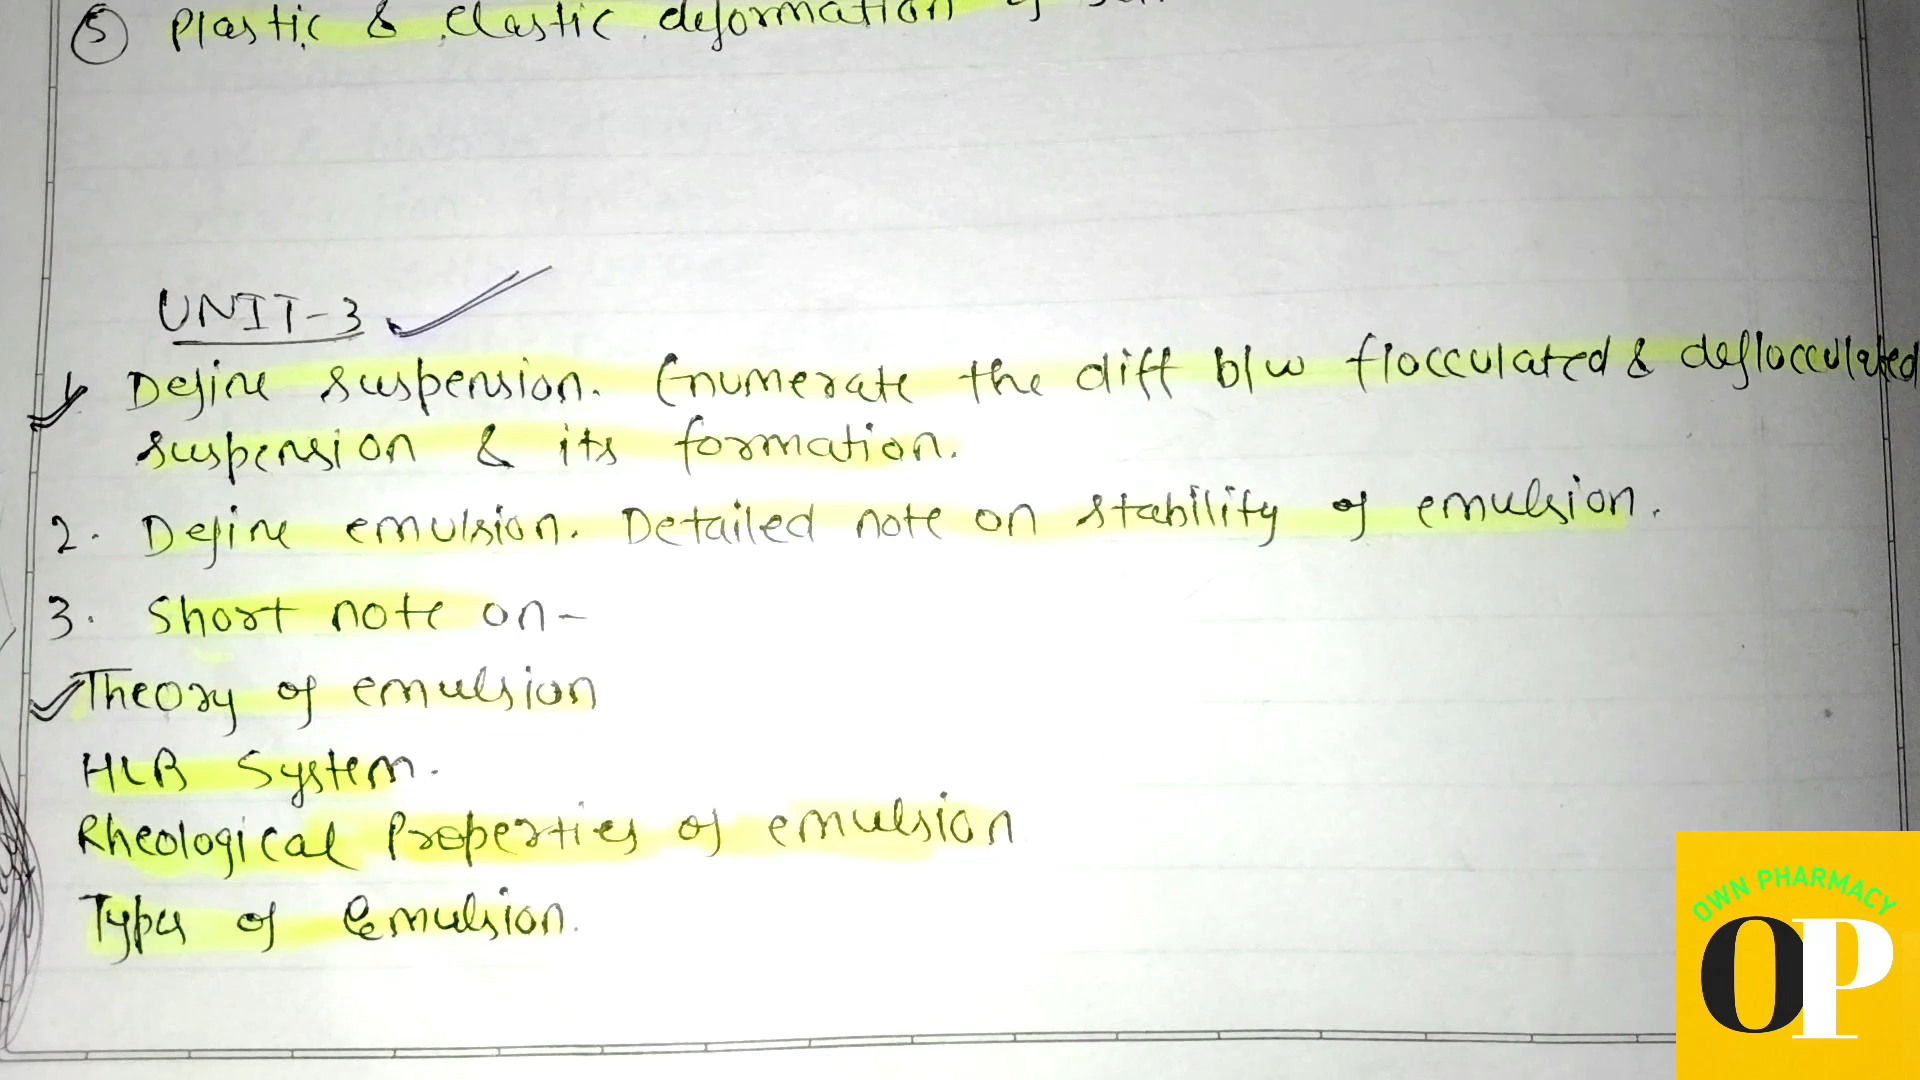 ⑤ Plastic & Elastic deformation of
UNIT-3
1. Define suspension. Enumerate the diff b/w flocculated & deflocculated
suspension & its formation.
2. Define emulsion. Detailed note on stability of emulsion.
3. Short note on-
Theory of emulsion
HLB System.
Rheological Properties of emulsion
Types of Emulsion.
OWN PHARMACY
OP